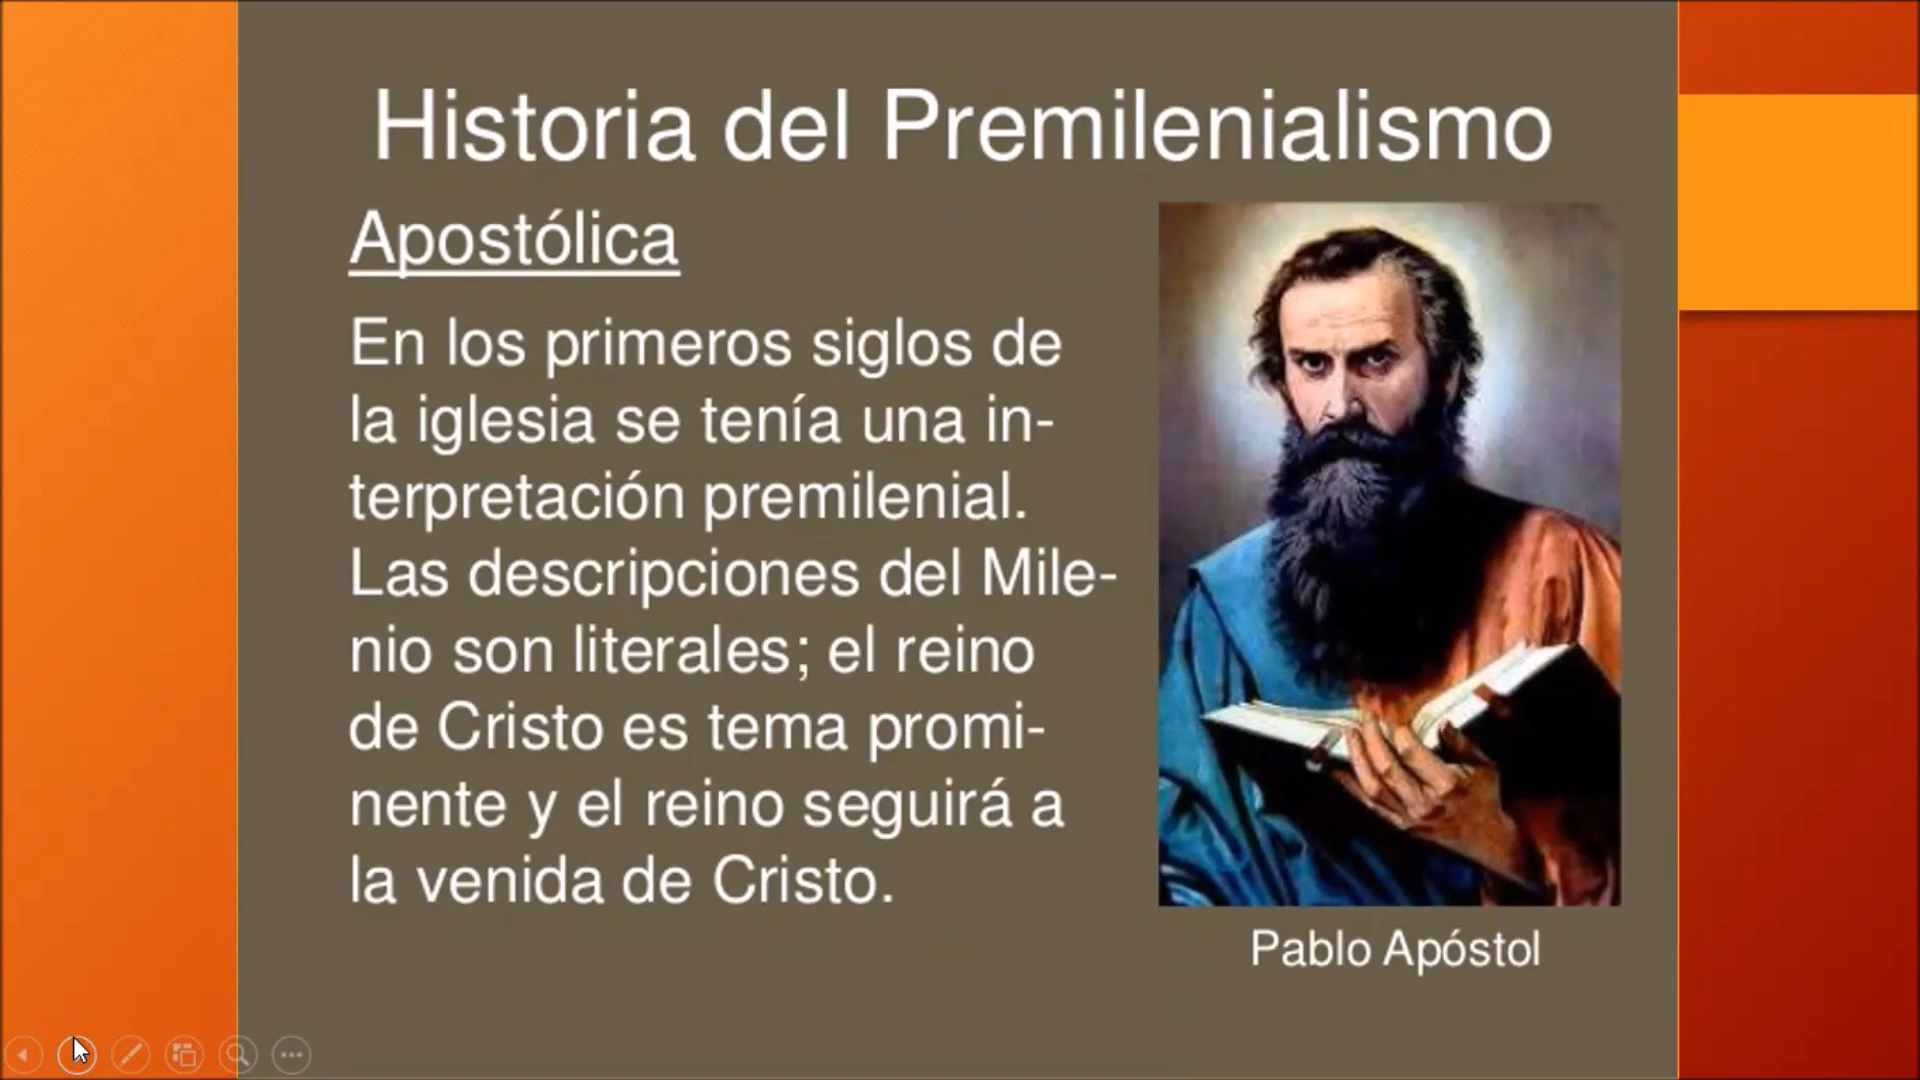 Historia del Premilenialismo
Apostólica
En los primeros siglos de
la iglesia se tenía una in-
terpretación premilenial.
Las descripciones del Mile-
nio son literales; el reino
de Cristo es tema promi-
nente y el reino seguirá a
la venida de Cristo.
Pablo Apóstol